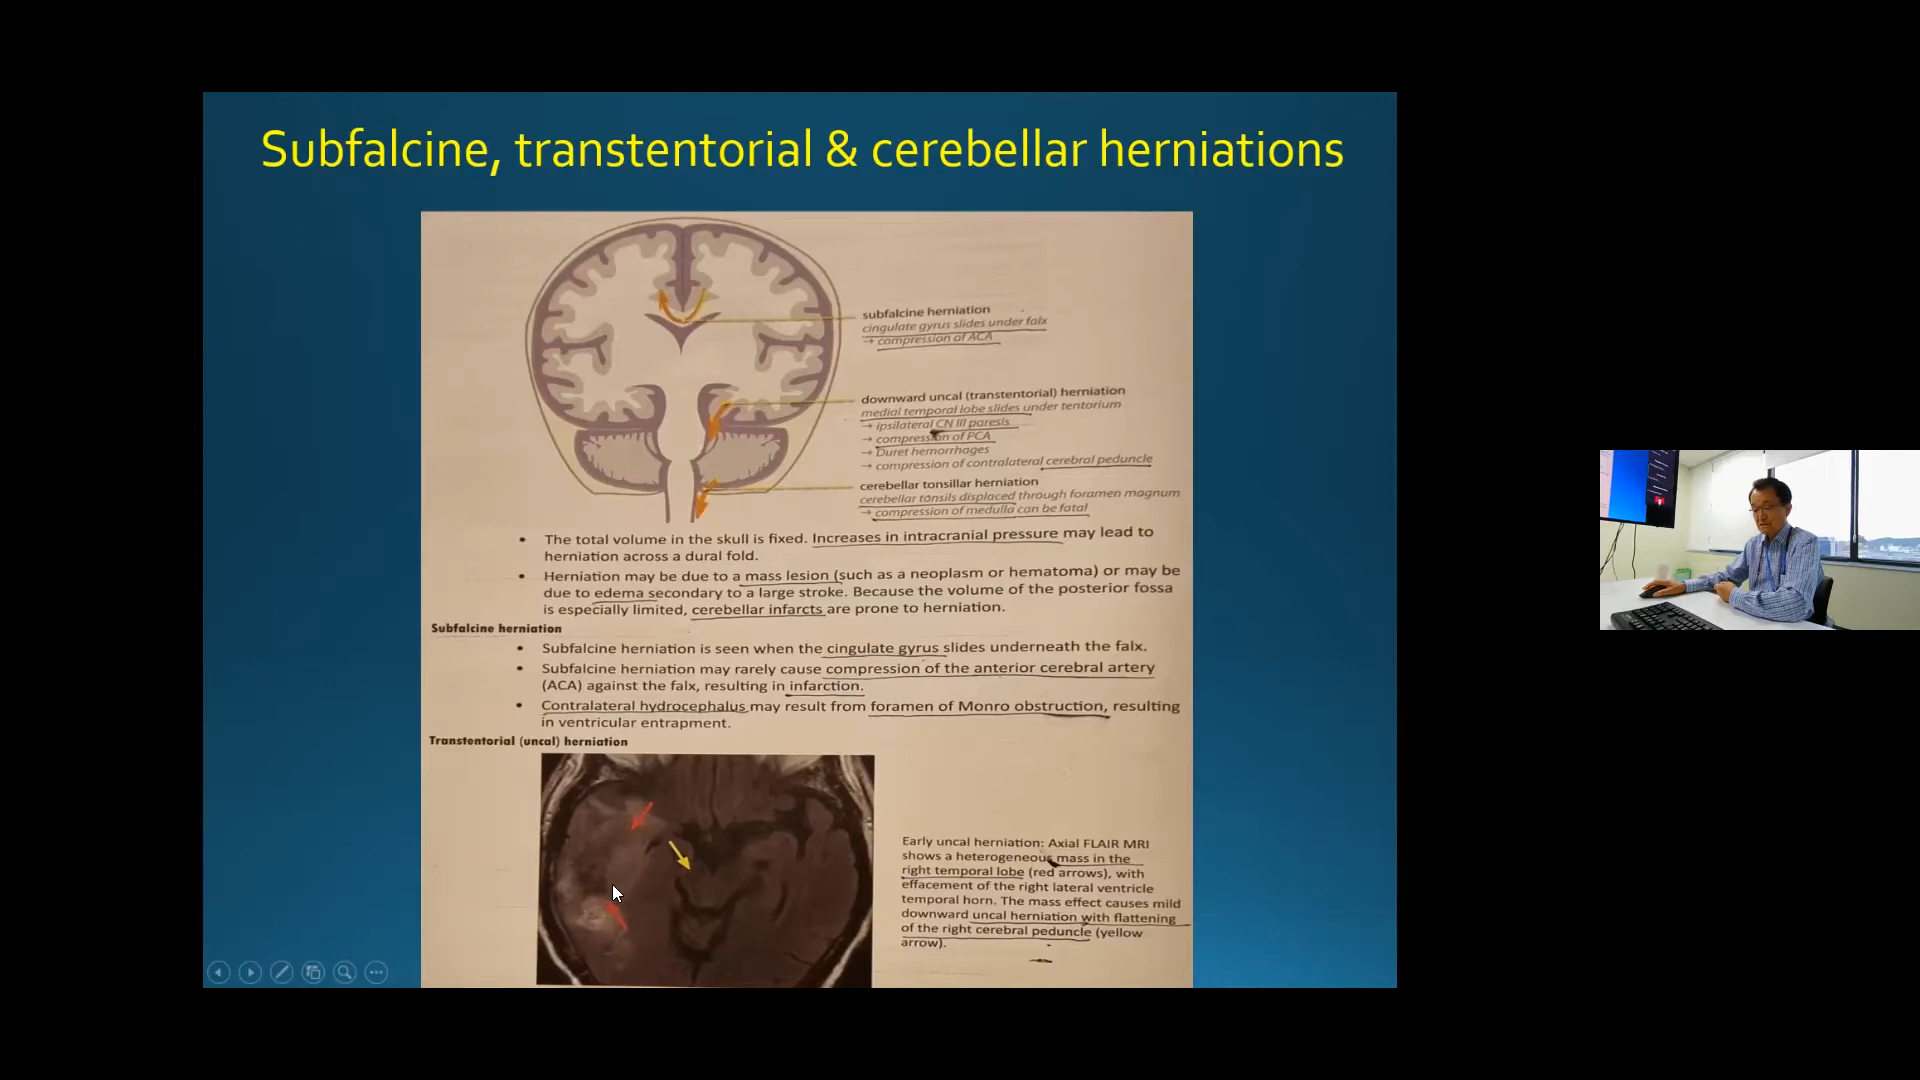 Subfalcine, transtentorial & cerebellar herniations
subfalcine herniation
cingulate gyrus slides under falx
→ compression of ACA
downward uncal (transtentorial) herniation
medial temporal lobe slides under tentorium
→ ipsilateral CN III paresis
→ compression of PCA
→ Duret hemorrhages
→ compression of contralateral cerebral peduncle
cerebellar tonsillar herniation
cerebellar tonsils displaced through foramen magnum
→ compression of medulla can be fatal
• The total volume in the skull is fixed. Increases in intracranial pressure may lead to
herniation across a dural fold.
• Herniation may be due to a mass lesion (such as a neoplasm or hematoma) or may be
due to edema secondary to a large stroke. Because the volume of the posterior fossa
is especially limited, cerebellar infarcts are prone to herniation.
Subfalcine herniation
• Subfalcine herniation is seen when the cingulate gyrus slides underneath the falx.
• Subfalcine herniation may rarely cause compression of the anterior cerebral artery
(ACA) against the falx, resulting in infarction.
• Contralateral hydrocephalus may result from foramen of Monro obstruction, resulting
in ventricular entrapment.
Transtentorial (uncal) herniation
Early uncal herniation: Axial FLAIR MRI
shows a heterogeneous mass in the
right temporal lobe (red arrows), with
effacement of the right lateral ventricle
temporal horn. The mass effect causes mild
downward uncal herniation with flattening
of the right cerebral peduncle (yellow
arrow).